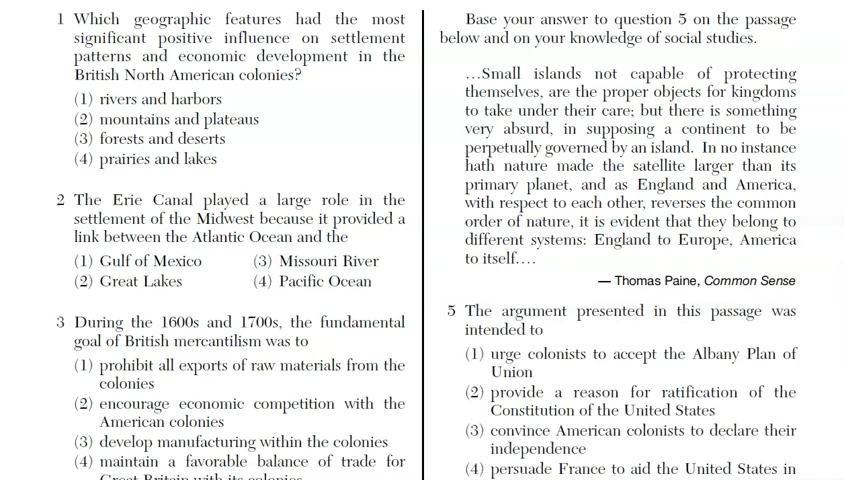 1 Which geographic features had the most
significant positive influence on settlement
patterns and economic development in the
British North American colonies?
(1) rivers and harbors
(2) mountains and plateaus
(3) forests and deserts
(4) prairies and lakes
2 The Erie Canal played a large role in the
settlement of the Midwest because it provided a
link between the Atlantic Ocean and the
(1) Gulf of Mexico (3) Missouri River
(2) Great Lakes (4) Pacific Ocean
3 During the 1600s and 1700s, the fundamental
goal of British mercantilism was to
(1) prohibit all exports of raw materials from the
colonies
(2) encourage economic competition with the
American colonies
(3) develop manufacturing within the colonies
(4) maintain a favorable balance of trade for
Great Britain with its colonies
Base your answer to question 5 on the passage
below and on your knowledge of social studies.
…Small islands not capable of protecting
themselves, are the proper objects for kingdoms
to take under their care; but there is something
very absurd, in supposing a continent to be
perpetually governed by an island. In no instance
hath nature made the satellite larger than its
primary planet, and as England and America,
with respect to each other, reverses the common
order of nature, it is evident that they belong to
different systems: England to Europe, America
to itself.…
— Thomas Paine, Common Sense
5 The argument presented in this passage was
intended to
(1) urge colonists to accept the Albany Plan of
Union
(2) provide a reason for ratification of the
Constitution of the United States
(3) convince American colonists to declare their
independence
(4) persuade France to aid the United States in